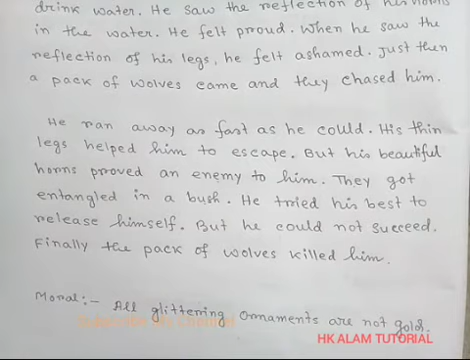 drink water. He saw the reflection of his horns
in the water. He felt proud. When he saw the
reflection of his legs, he felt ashamed. Just then
a pack of wolves came and they chased him.
He ran away as fast as he could. His thin
legs helped him to escape. But his beautiful
horns proved an enemy to him. They got
entangled in a bush. He tried his best to
release himself. But he could not succeed.
Finally the pack of wolves killed him.
Moral:- All glittering ornaments are not gold.
HK ALAM TUTORIAL